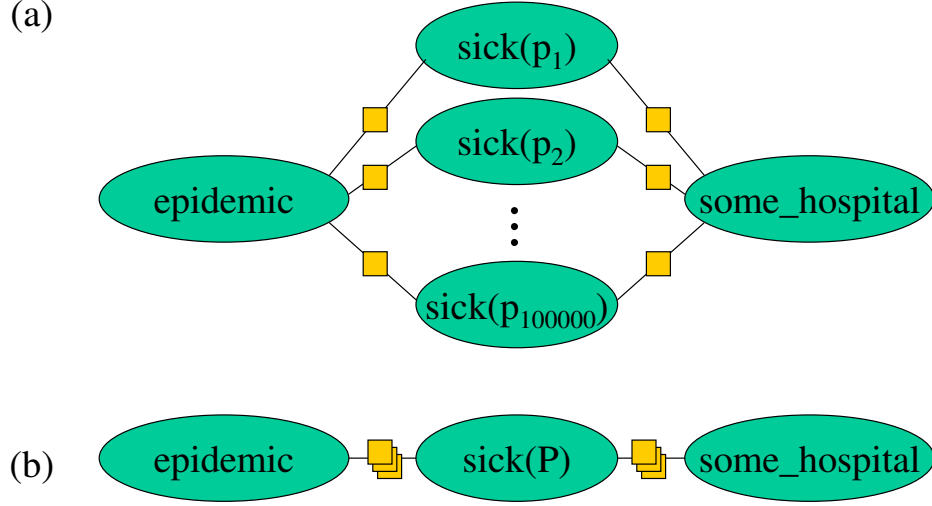 (a)
sick(p₁)
sick(p₂)
epidemic
some_hospital
sick(p₁₀₀₀₀₀)
(b)
epidemic
sick(P)
some_hospital